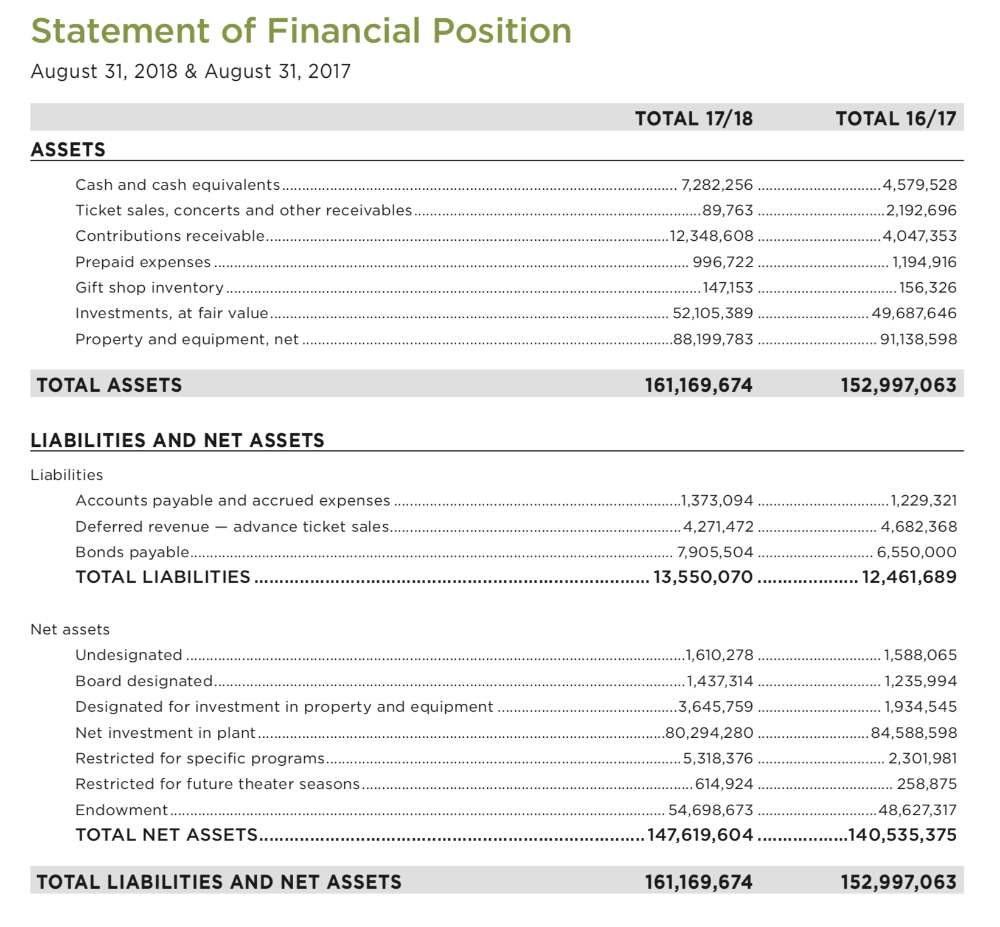 Statement of Financial Position
August 31, 2018 & August 31, 2017
TOTAL 17/18 TOTAL 16/17
ASSETS
Cash and cash equivalents 7,282,256 4,579,528
Ticket sales, concerts and other receivables 89,763 2,192,696
Contributions receivable 12,348,608 4,047,353
Prepaid expenses 996,722 1,194,916
Gift shop inventory 147,153 156,326
Investments, at fair value 52,105,389 49,687,646
Property and equipment, net 88,199,783 91,138,598
TOTAL ASSETS 161,169,674 152,997,063
LIABILITIES AND NET ASSETS
Liabilities
Accounts payable and accrued expenses 1,373,094 1,229,321
Deferred revenue — advance ticket sales 4,271,472 4,682,368
Bonds payable 7,905,504 6,550,000
TOTAL LIABILITIES 13,550,070 12,461,689
Net assets
Undesignated 1,610,278 1,588,065
Board designated 1,437,314 1,235,994
Designated for investment in property and equipment 3,645,759 1,934,545
Net investment in plant 80,294,280 84,588,598
Restricted for specific programs 5,318,376 2,301,981
Restricted for future theater seasons 614,924 258,875
Endowment 54,698,673 48,627,317
TOTAL NET ASSETS 147,619,604 140,535,375
TOTAL LIABILITIES AND NET ASSETS 161,169,674 152,997,063